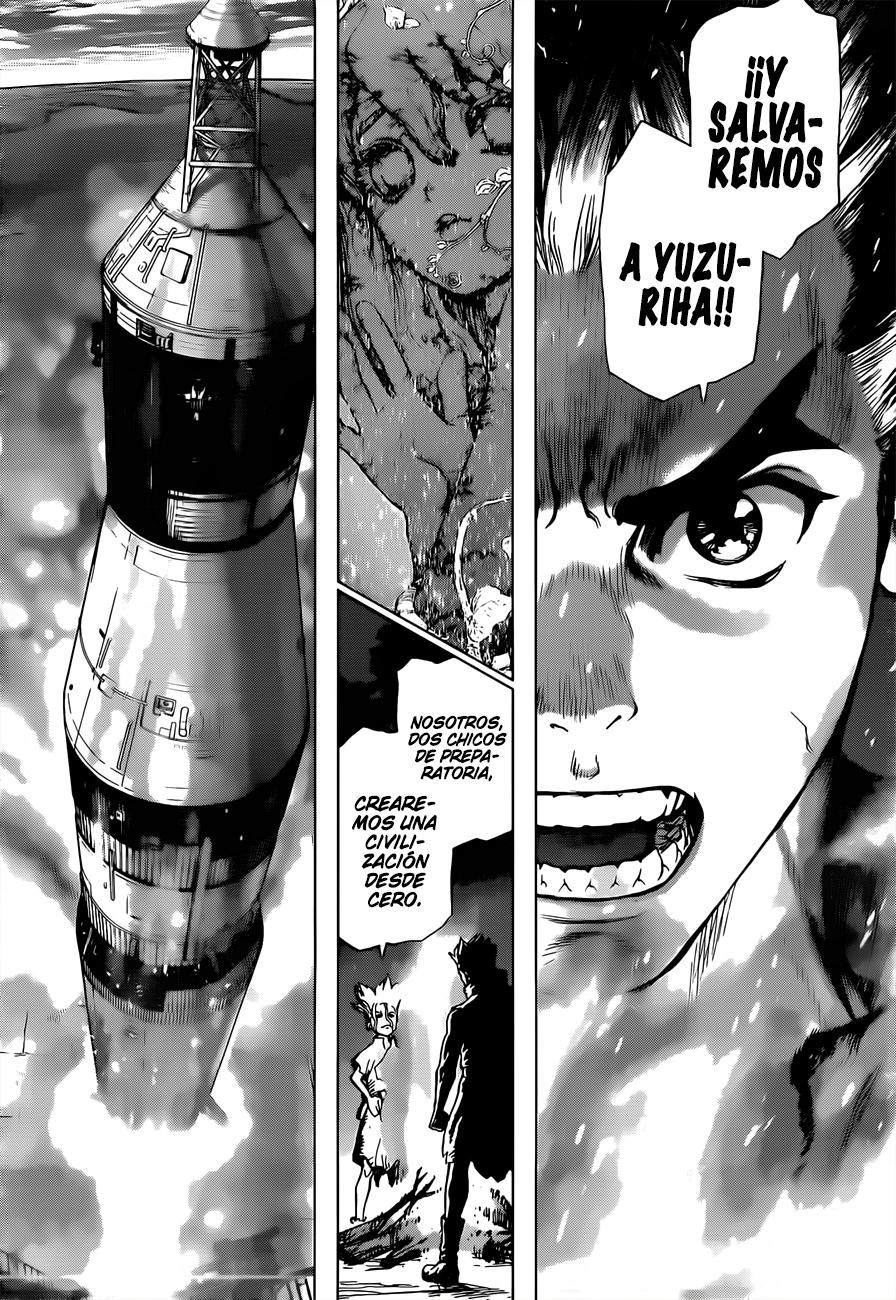 ¡¡Y
SALVA-
REMOS
A YUZU-
RIHA!!
NOSOTROS,
DOS CHICOS
DE PREPA-
RATORIA,
CREARE-
MOS UNA
CIVILI-
ZACIÓN
DESDE
CERO.